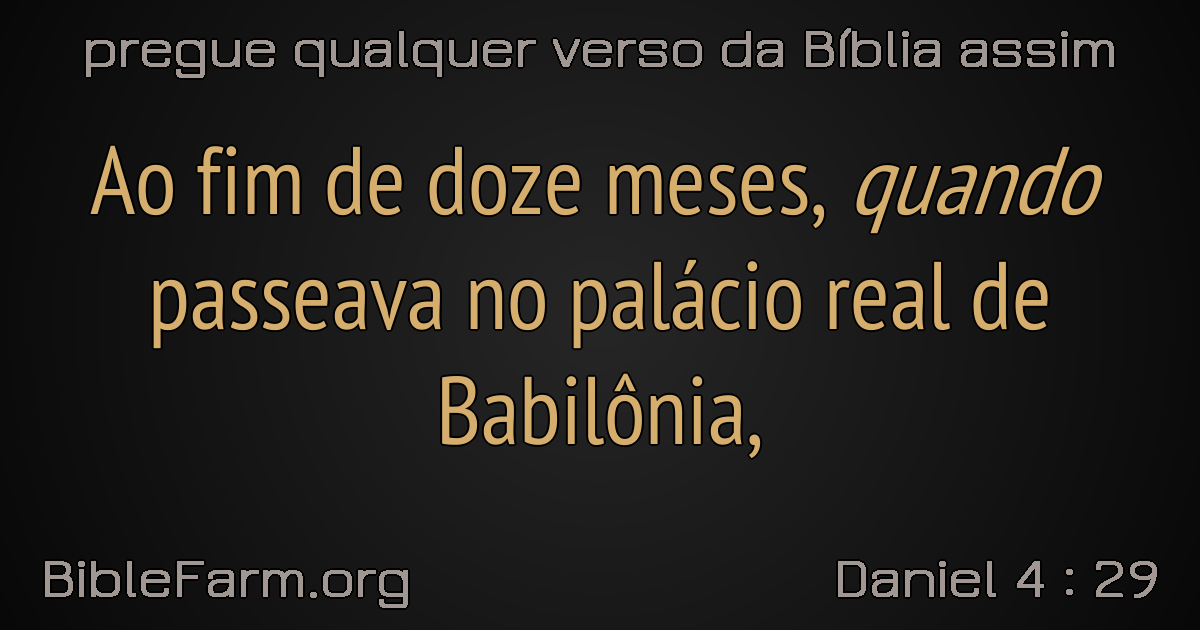 pregue qualquer verso da Bíblia assim
Ao fim de doze meses, quando
passeava no palácio real de
Babilônia,
BibleFarm.org
Daniel 4 : 29